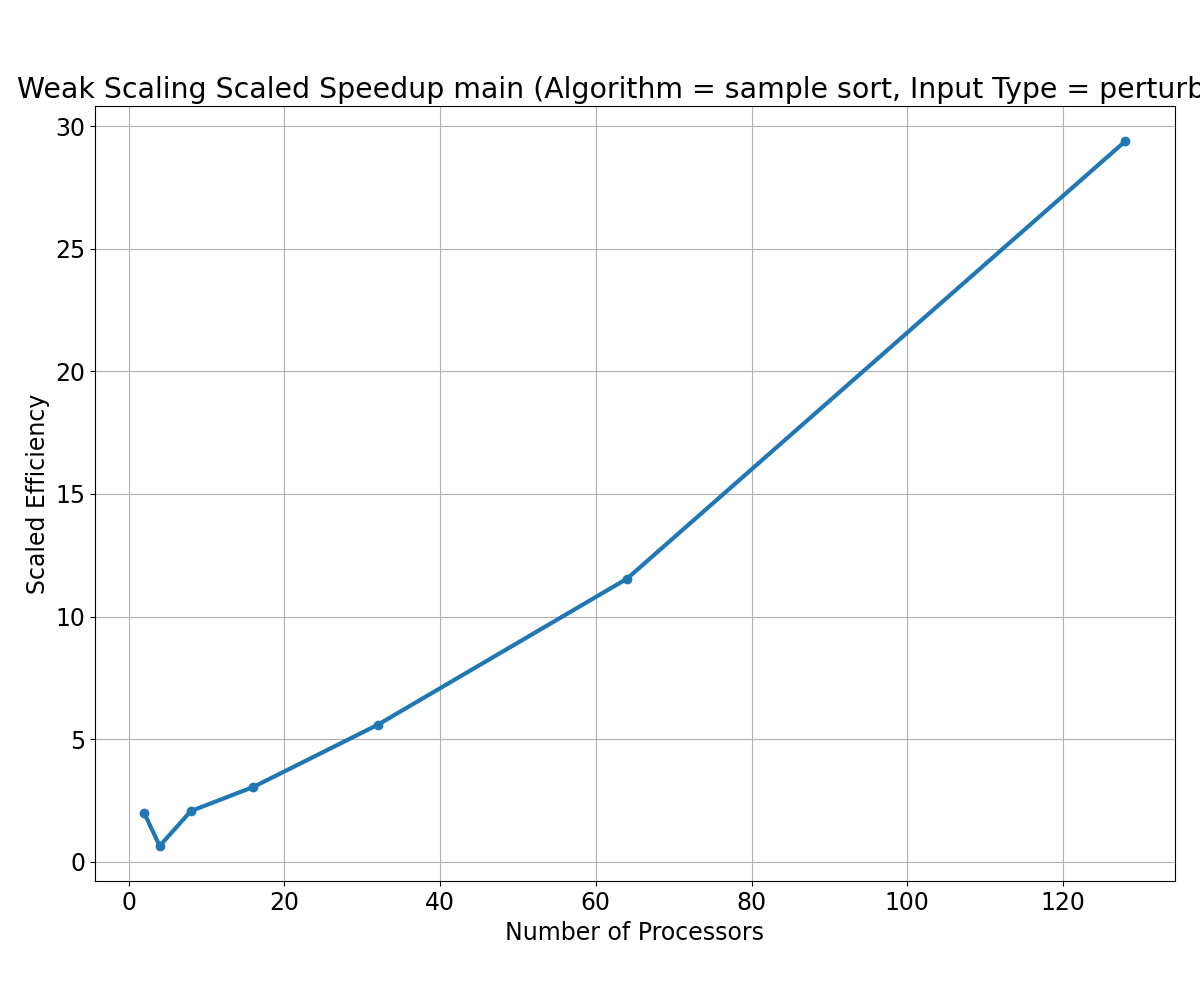 Weak Scaling Scaled Speedup main (Algorithm = sample sort, Input Type = perturb
30
25
20
15
10
5
0
Scaled Efficiency
0 20 40 60 80 100 120
Number of Processors